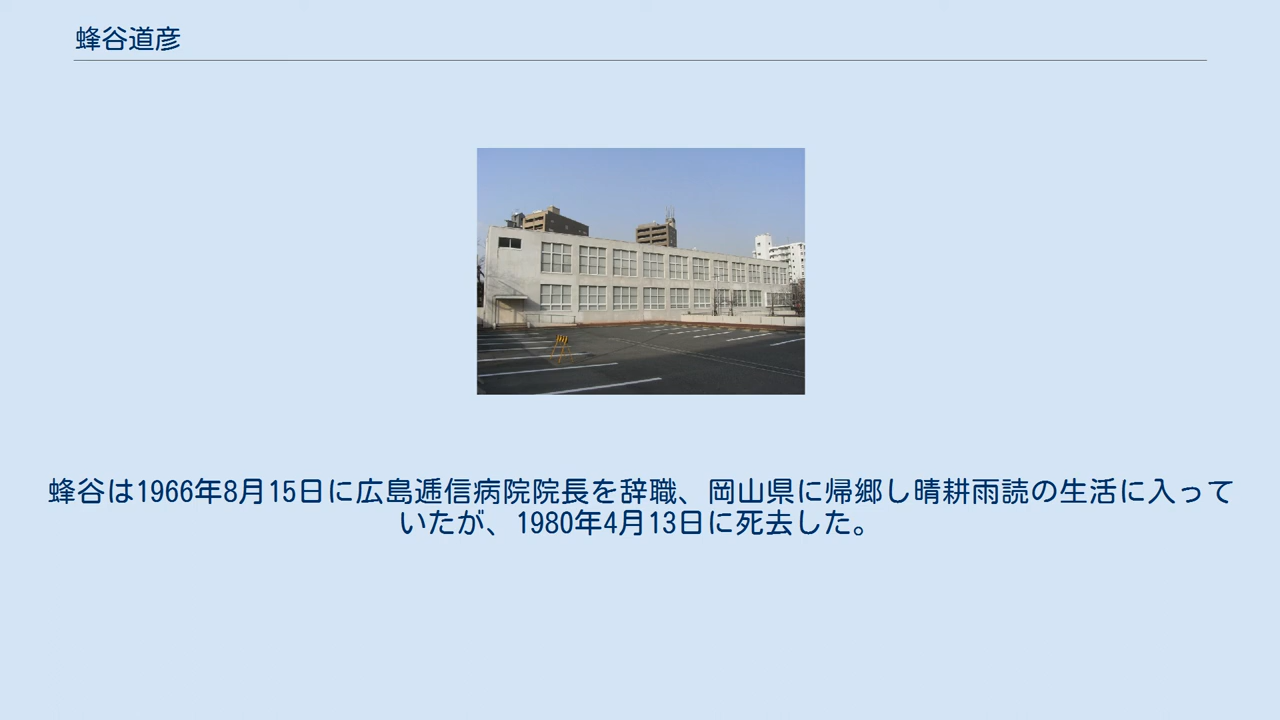 蜂谷道彦
蜂谷は1966年8月15日に広島逓信病院院長を辞職、岡山県に帰郷し晴耕雨読の生活に入って
いたが、1980年4月13日に死去した。